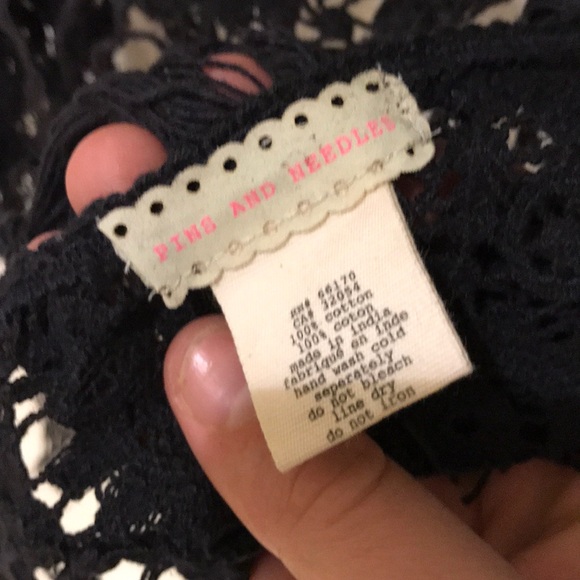 PINS AND NEEDLES
RN# 66170
CA# 32054
100% cotton
100% coton
made in india
fabrique en inde
hand wash cold
seperately
do not bleach
line dry
do not iron